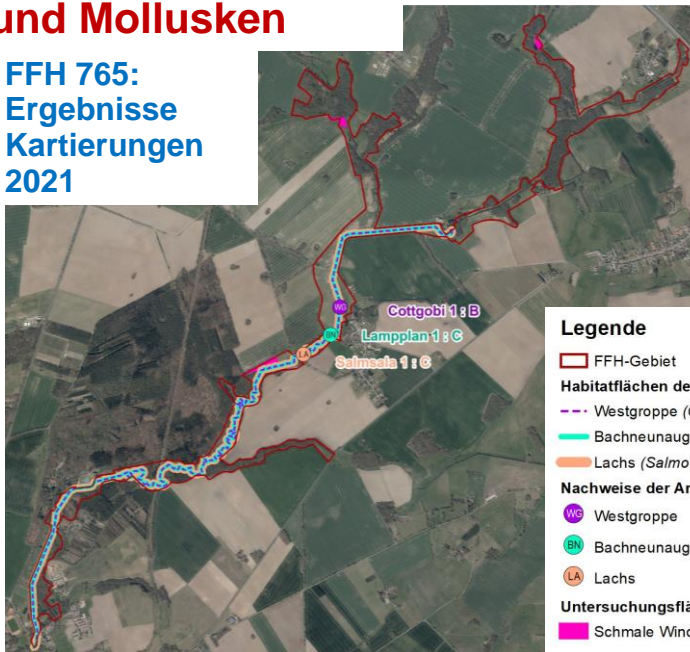 und Mollusken
FFH 765:
Ergebnisse
Kartierungen
2021
WG
Cottgobi 1 : B
BN
Lampplan 1 : C
LA
Salmsala 1 : C
Legende
FFH-Gebiet
Habitatflächen de
Westgruppe (
Bachneunaug
Lachs (Salmo
Nachweise der Ar
WG Westgroppe
BN Bachneunaug
LA Lachs
Untersuchungsflä
Schmale Wind